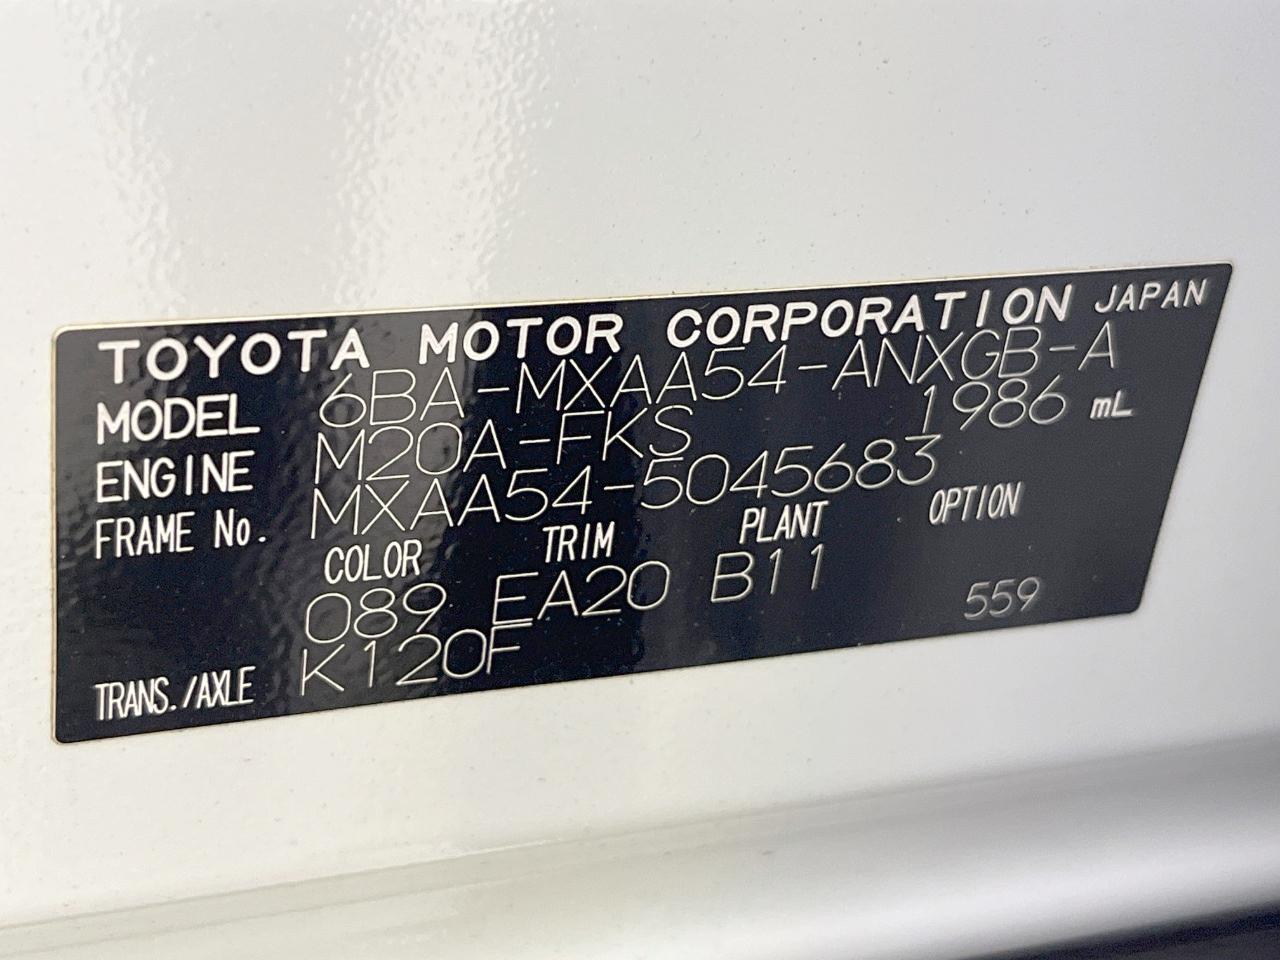 TOYOTA MOTOR CORPORATION JAPAN
MODEL 6BA-MXAA54-ANXGB-A
ENGINE M20A-FKS 1986 mL
FRAME No. MXAA54-5045683
COLOR TRIM PLANT OPTION
089 EA20 B11
TRANS./AXLE K120F 559